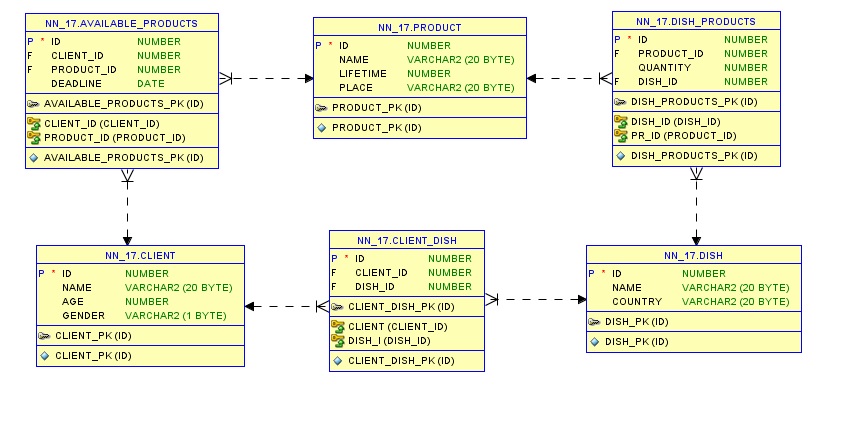 NN_17.AVAILABLE_PRODUCTS
P * ID NUMBER
F CLIENT_ID NUMBER
F PRODUCT_ID NUMBER
DEADLINE DATE
AVAILABLE_PRODUCTS_PK (ID)
CLIENT_ID (CLIENT_ID)
PRODUCT_ID (PRODUCT_ID)
AVAILABLE_PRODUCTS_PK (ID)
NN_17.PRODUCT
P * ID NUMBER
NAME VARCHAR2 (20 BYTE)
LIFETIME NUMBER
PLACE VARCHAR2 (20 BYTE)
PRODUCT_PK (ID)
PRODUCT_PK (ID)
NN_17.DISH_PRODUCTS
P * ID NUMBER
F PRODUCT_ID NUMBER
QUANTITY NUMBER
F DISH_ID NUMBER
DISH_PRODUCTS_PK (ID)
DISH_ID (DISH_ID)
PR_ID (PRODUCT_ID)
DISH_PRODUCTS_PK (ID)
NN_17.CLIENT
P * ID NUMBER
NAME VARCHAR2 (20 BYTE)
AGE NUMBER
GENDER VARCHAR2 (1 BYTE)
CLIENT_PK (ID)
CLIENT_PK (ID)
NN_17.CLIENT_DISH
P * ID NUMBER
F CLIENT_ID NUMBER
F DISH_ID NUMBER
CLIENT_DISH_PK (ID)
CLIENT (CLIENT_ID)
DISH_I (DISH_ID)
CLIENT_DISH_PK (ID)
NN_17.DISH
P * ID NUMBER
NAME VARCHAR2 (20 BYTE)
COUNTRY VARCHAR2 (20 BYTE)
DISH_PK (ID)
DISH_PK (ID)